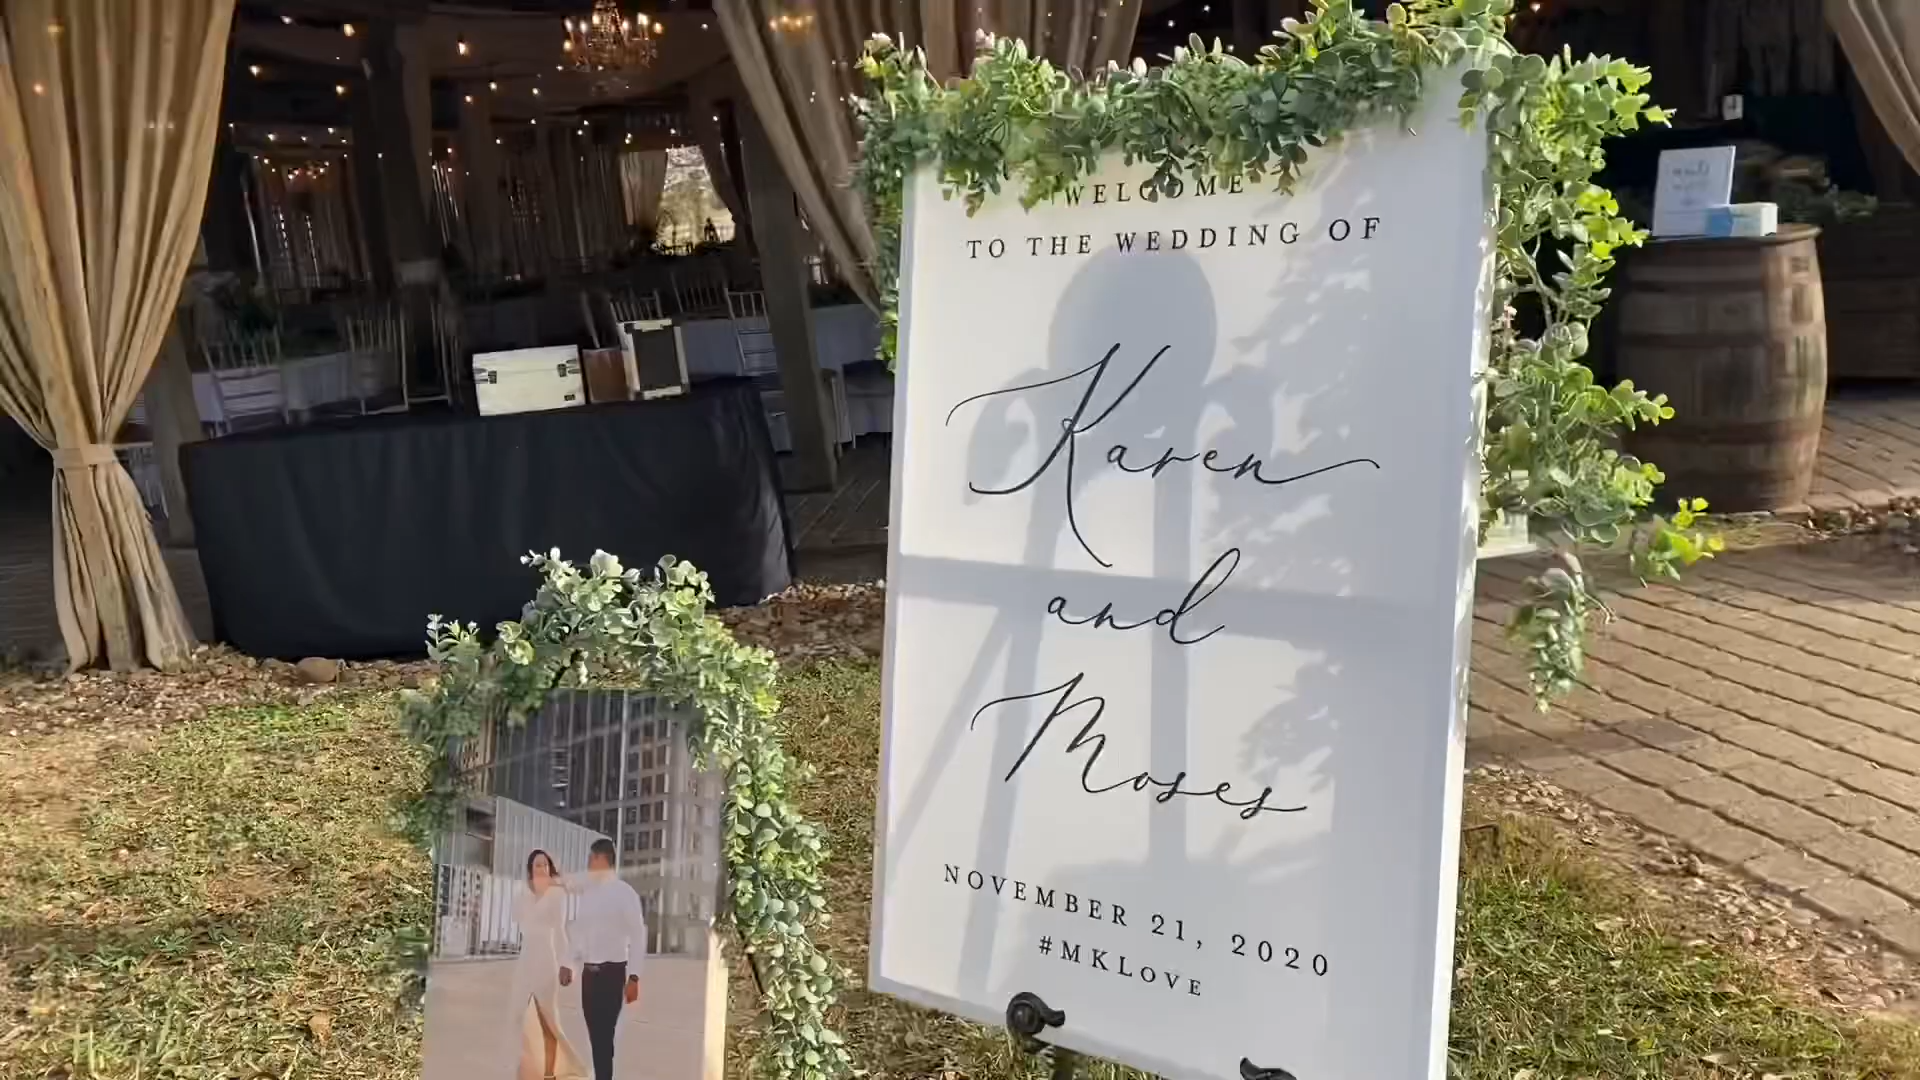 WELCOME
TO THE WEDDING OF
Karen
and
Moses
NOVEMBER 21, 2020
#MKLOVE